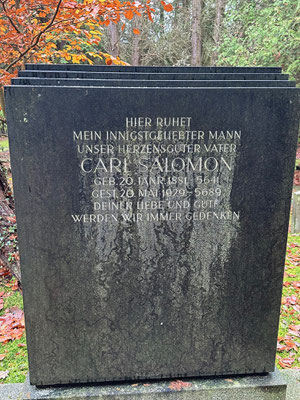 HIER RUHET
MEIN INNIGSTGELIEBTER MANN
UNSER HERZENSGUTER VATER
CARL SALOMON
GEB. 20. JANR. 1881 – 5641
GEST. 20. MAI 1929 – 5689
DEINER LIEBE UND GÜTE
WERDEN WIR IMMER GEDENKEN